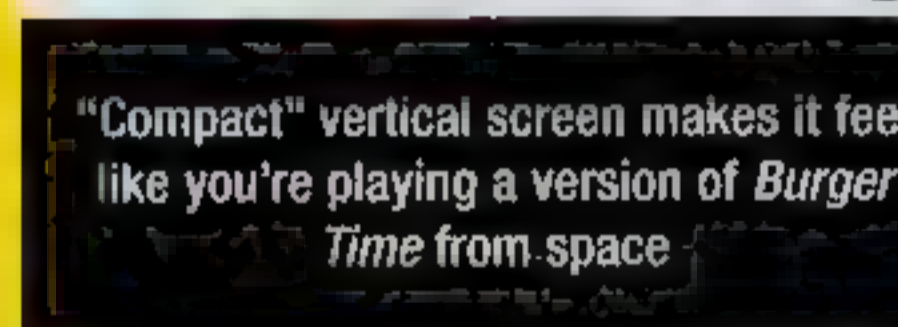 "Compact" vertical screen makes it fee
like you're playing a version of Burger
Time from space